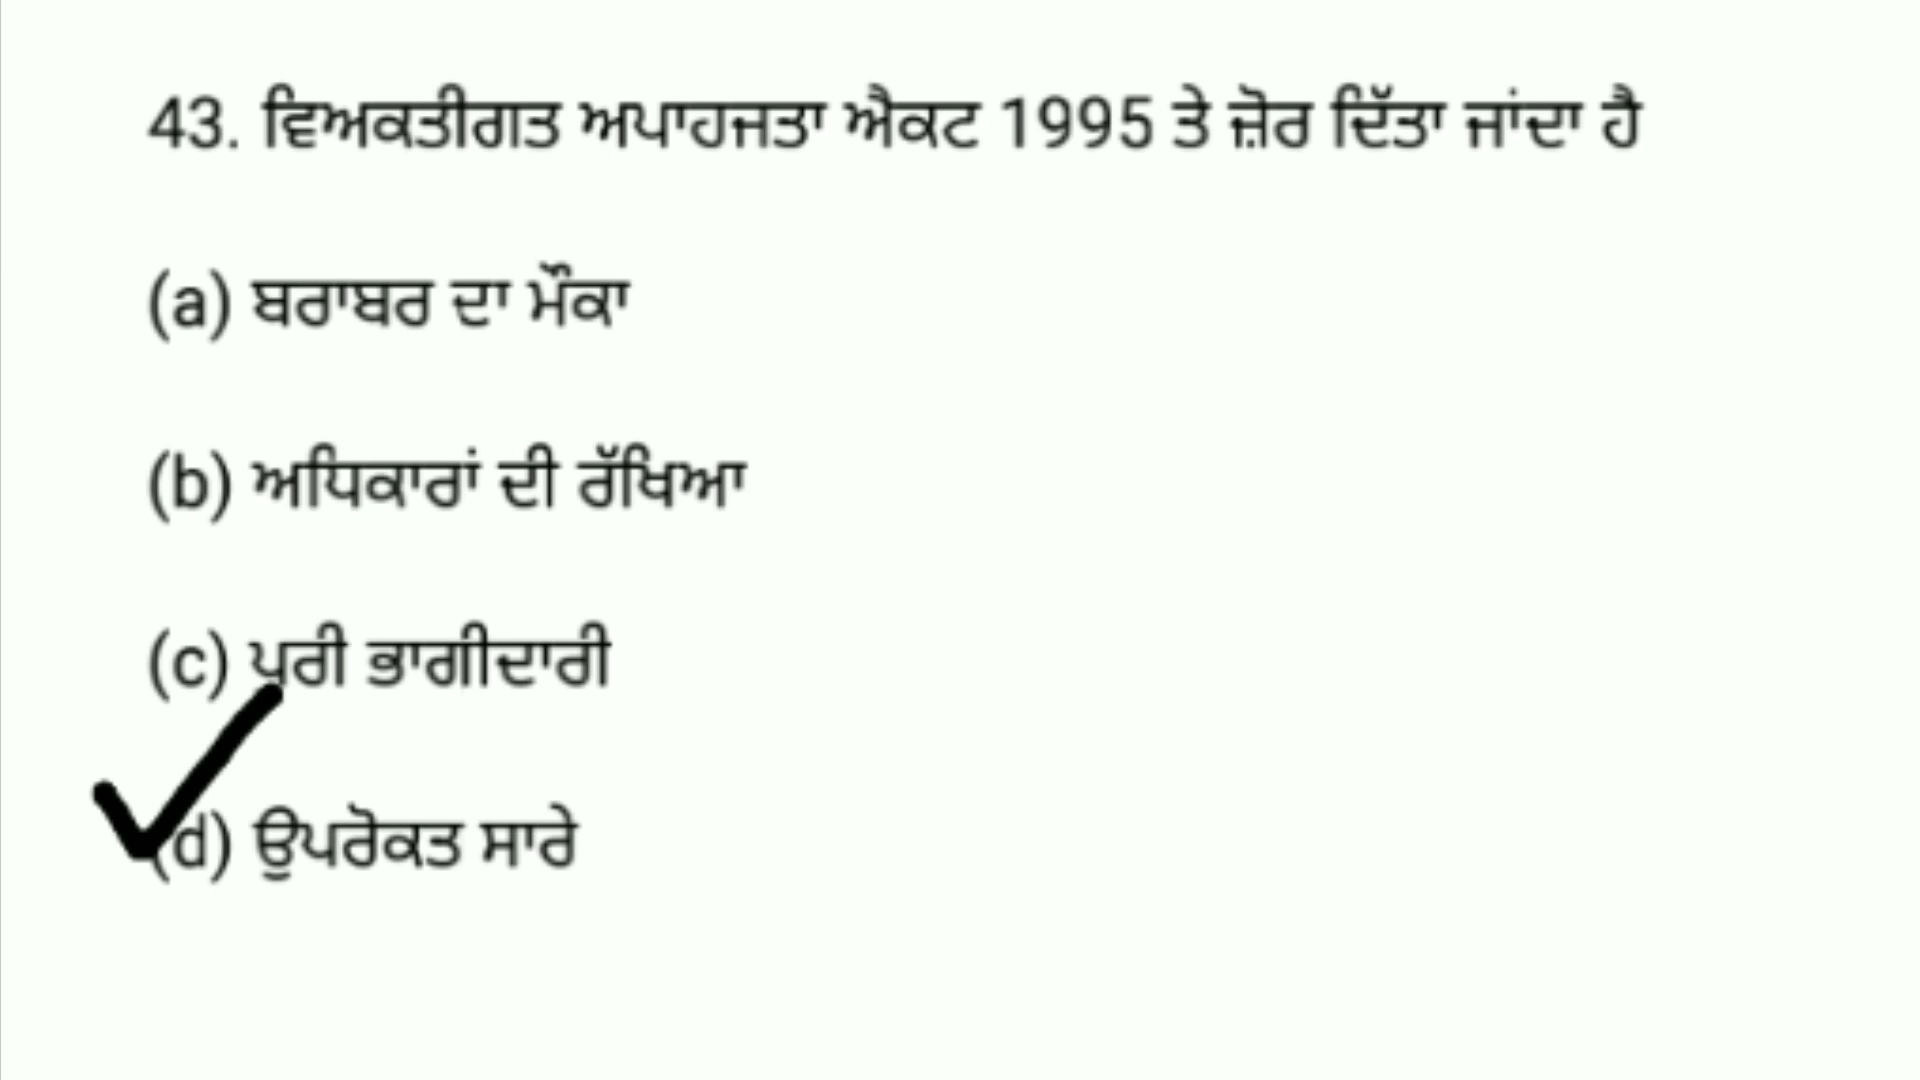 43. ਵਿਅਕਤੀਗਤ ਅਪਾਹਜਤਾ ਐਕਟ 1995 ਤੇ ਜ਼ੋਰ ਦਿੱਤਾ ਜਾਂਦਾ ਹੈ
(a) ਬਰਾਬਰ ਦਾ ਮੌਕਾ
(b) ਅਧਿਕਾਰਾਂ ਦੀ ਰੱਖਿਆ
(c) ਪੂਰੀ ਭਾਗੀਦਾਰੀ
(d) ਉਪਰੋਕਤ ਸਾਰੇ